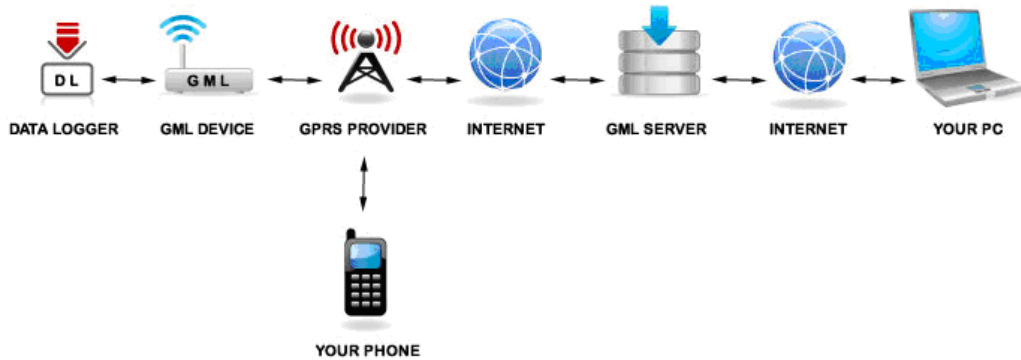 DL
GML
DATA LOGGER
GML DEVICE
GPRS PROVIDER
INTERNET
GML SERVER
INTERNET
YOUR PC
YOUR PHONE